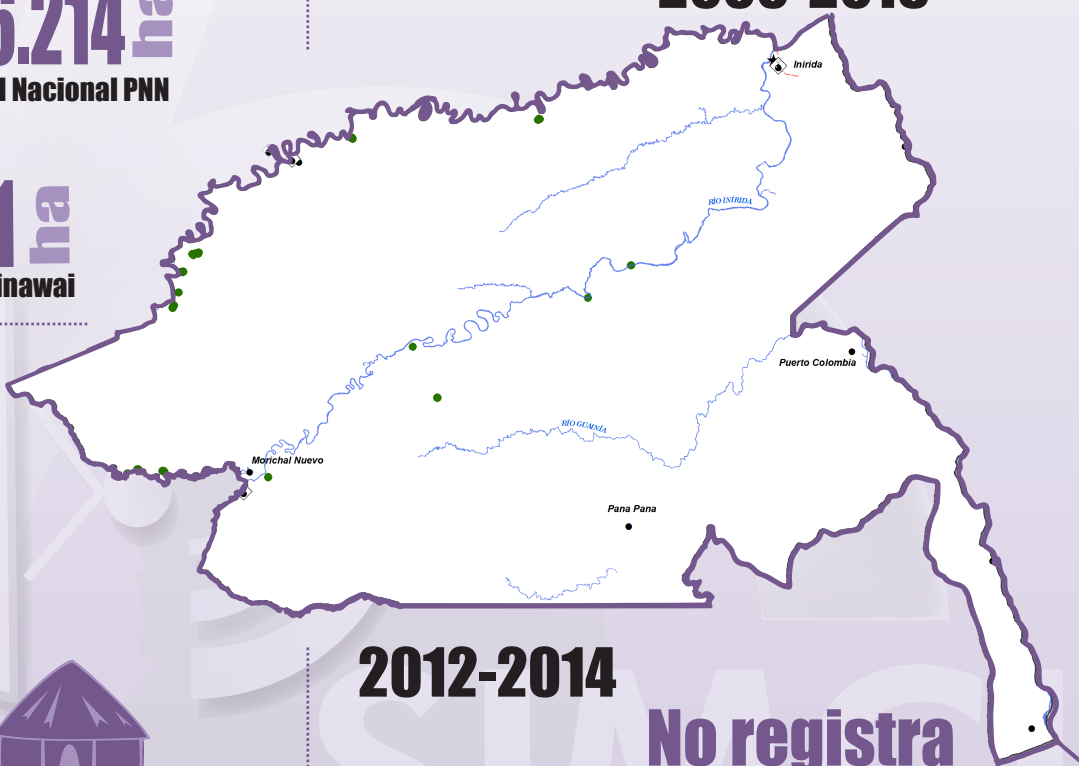 5.214 ha
l Nacional PNN
1 ha
inawai
Inírida
RÍO INÍRIDA
Puerto Colombia
RÍO GUAINÍA
Morichal Nuevo
Pana Pana
2012-2014
No registra